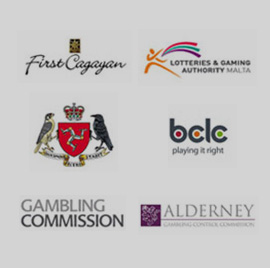 First Cagayan
LOTTERIES & GAMING
AUTHORITY MALTA
bclc
playing it right
GAMBLING
COMMISSION
ALDERNEY
GAMBLING CONTROL COMMISSION